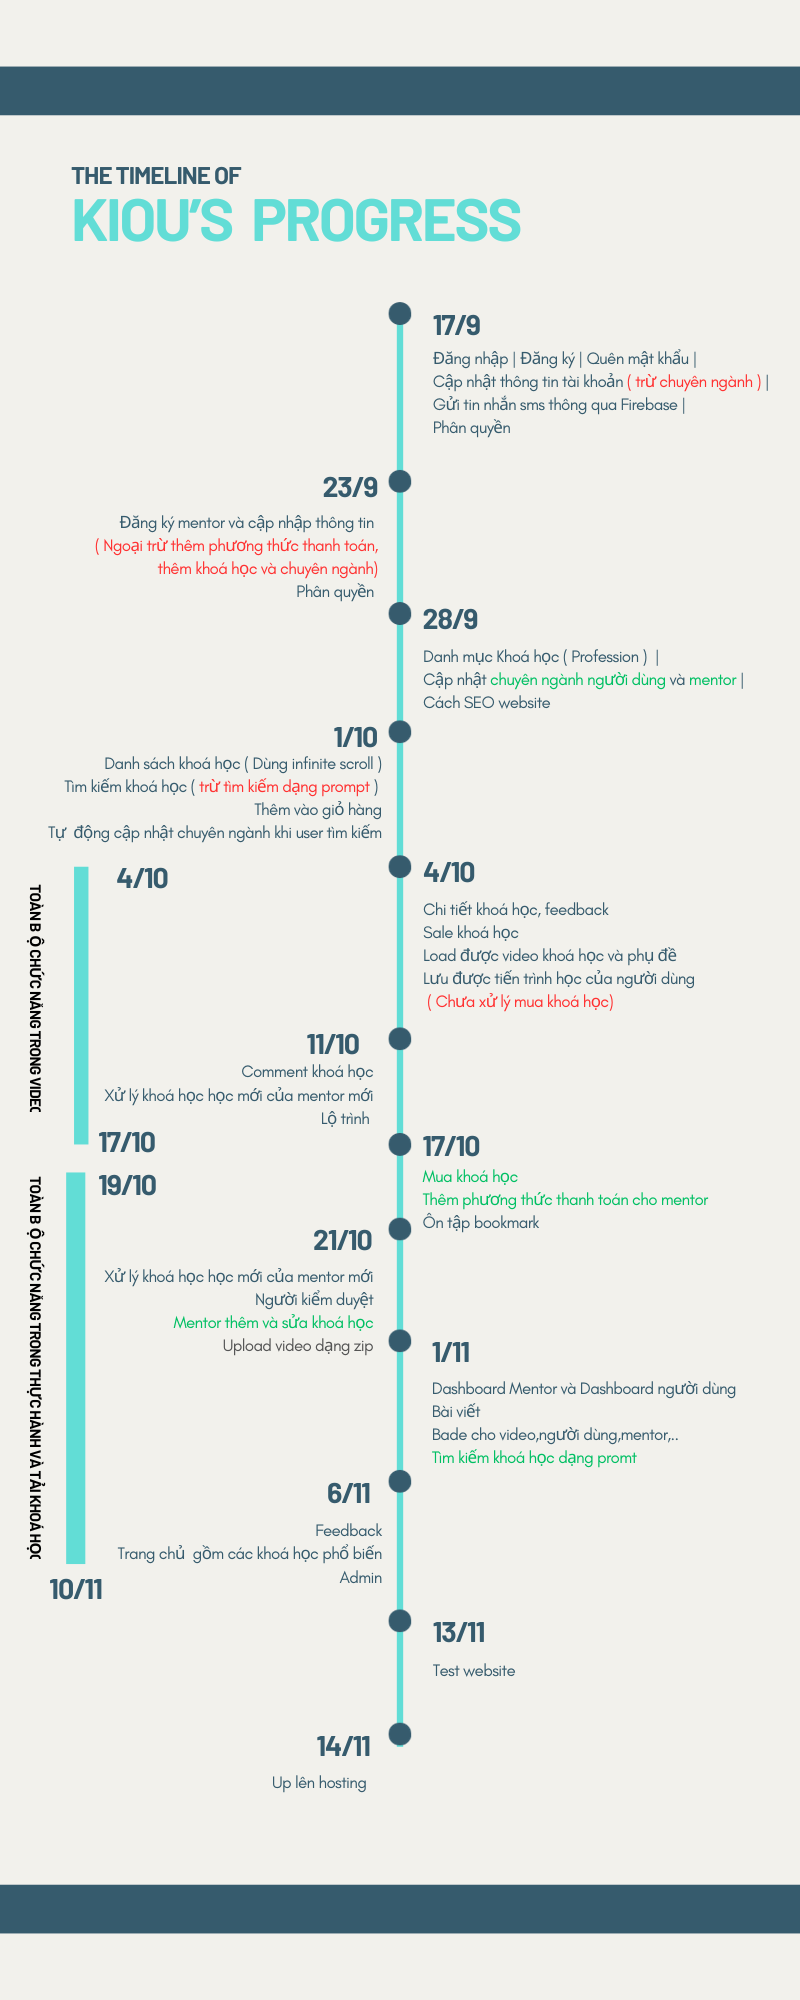 THE TIMELINE OF
KIOU'S PROGRESS
17/9
Đăng nhập | Đăng ký | Quên mật khẩu |
Cập nhật thông tin tài khoản ( trừ chuyên ngành ) |
Gửi tin nhắn sms thông qua Firebase |
Phân quyền
23/9
Đăng ký mentor và cập nhập thông tin
( Ngoại trừ thêm phương thức thanh toán,
thêm khoá học và chuyên ngành)
Phân quyền
28/9
Danh mục Khoá học ( Profession ) |
Cập nhật chuyên ngành người dùng và mentor |
Cách SEO website
1/10
Danh sách khoá học ( Dùng infinite scroll )
Tìm kiếm khoá học ( trừ tìm kiếm dạng prompt )
Thêm vào giỏ hàng
Tự động cập nhật chuyên ngành khi user tìm kiếm
4/10
Chi tiết khoá học, feedback
Sale khoá học
Load được video khoá học và phụ đề
Lưu được tiến trình học của người dùng
( Chưa xử lý mua khoá học)
4/10
TOÀN B Ộ CHỨC NĂNG TRONG VIDEO
17/10
11/10
Comment khoá học
Xử lý khoá học học mới của mentor mới
Lộ trình
17/10
Mua khoá học
Thêm phương thức thanh toán cho mentor
Ôn tập bookmark
19/10
TOÀN B Ộ CHỨC NĂNG TRONG THỰC HÀNH VÀ TẢI KHOÁ HỌC
10/11
21/10
Xử lý khoá học học mới của mentor mới
Người kiểm duyệt
Mentor thêm và sửa khoá học
Upload video dạng zip
1/11
Dashboard Mentor và Dashboard người dùng
Bài viết
Bade cho video,người dùng,mentor,..
Tìm kiếm khoá học dạng promt
6/11
Feedback
Trang chủ gồm các khoá học phổ biến
Admin
13/11
Test website
14/11
Up lên hosting